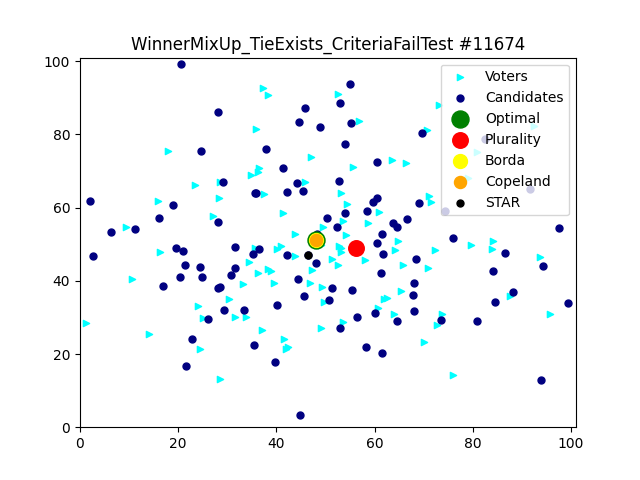 WinnerMixUp_TieExists_CriteriaFailTest #11674
100
80
60
40
20
0
0 20 40 60 80 100
Voters
Candidates
Optimal
Plurality
Borda
Copeland
STAR